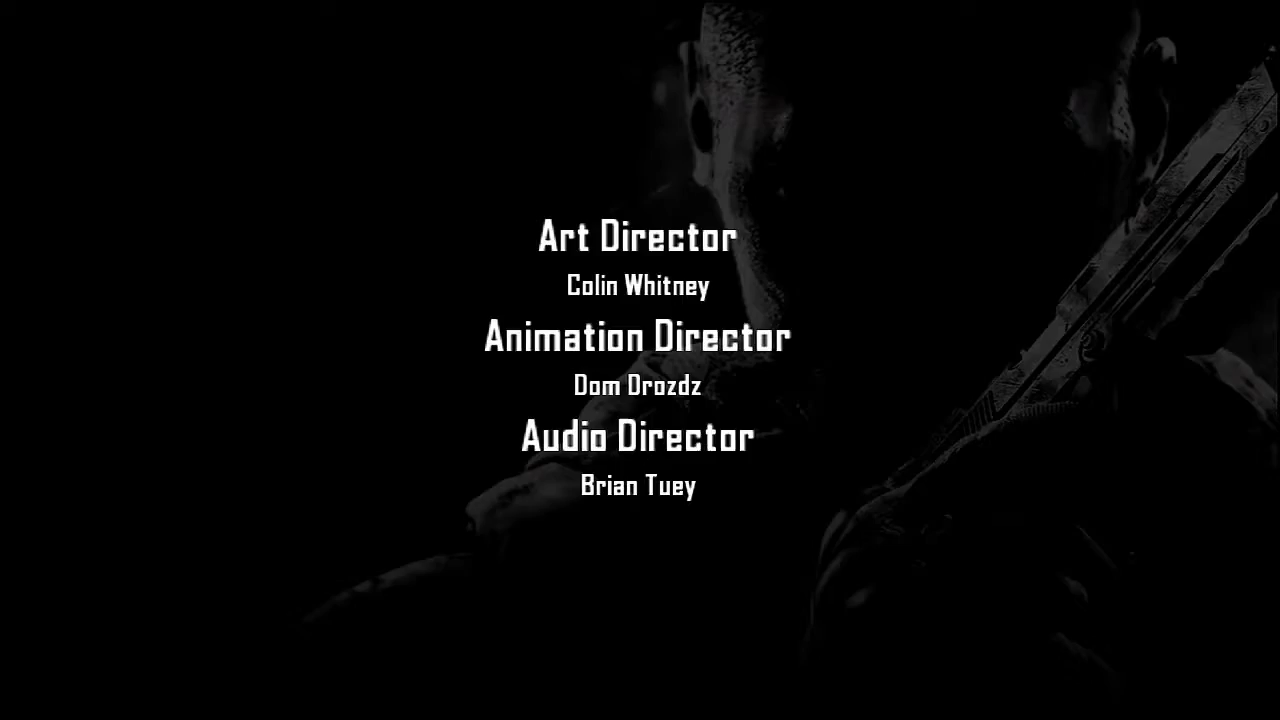 Art Director
Colin Whitney
Animation Director
Dom Drozdz
Audio Director
Brian Tuey